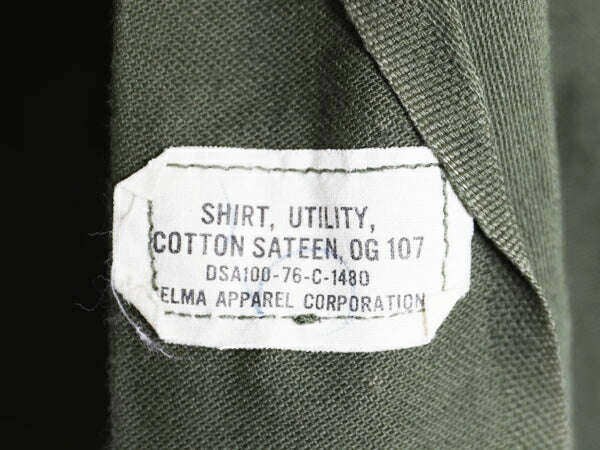 SHIRT, UTILITY,
COTTON SATEEN OG 107
DSA100-76-C-1480
ELMA APPAREL CORPORATION